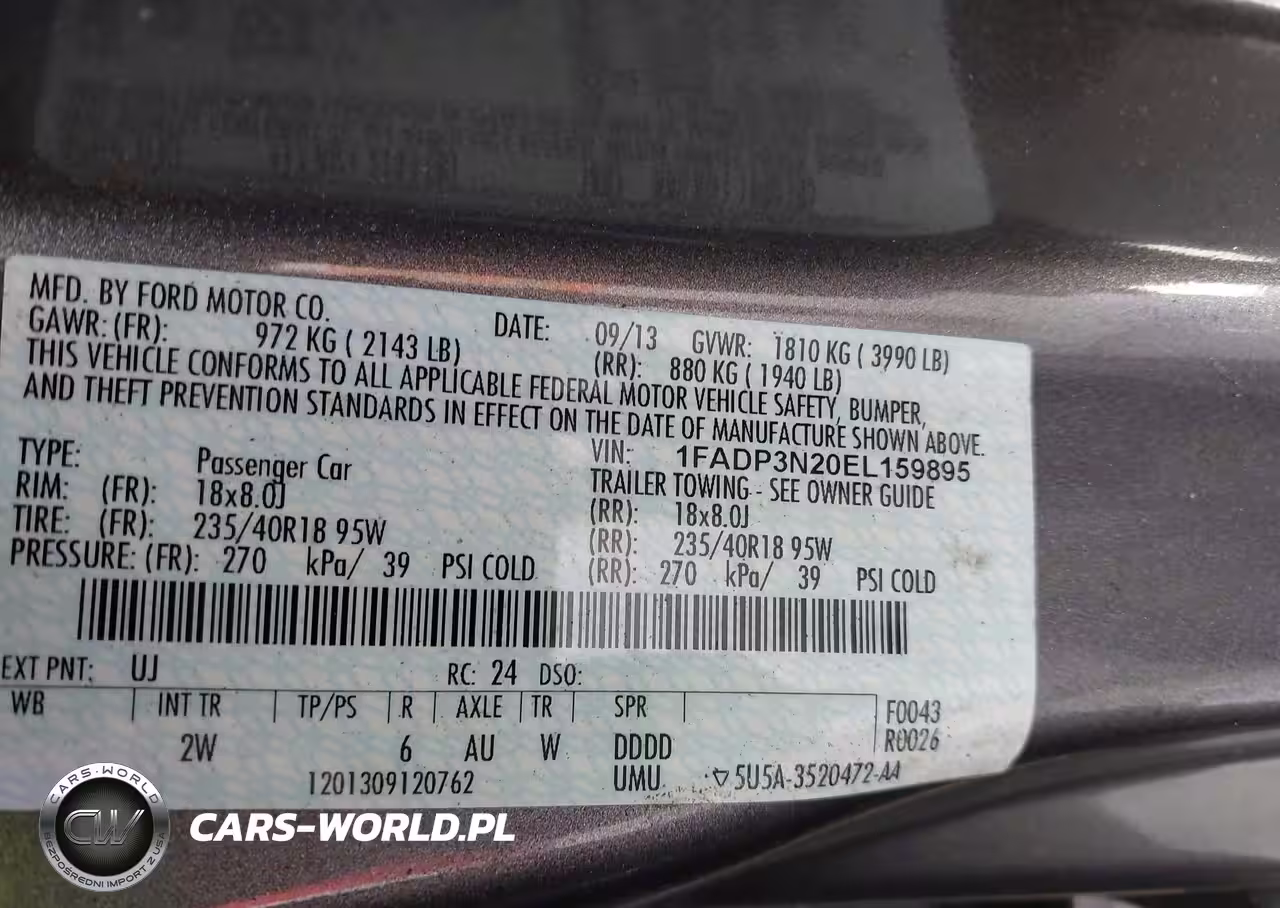 MFD. BY FORD MOTOR CO. DATE: 09/13 GVWR: 1810 KG ( 3990 LB)
GAWR: (FR): 972 KG ( 2143 LB) (RR): 880 KG ( 1940 LB)
THIS VEHICLE CONFORMS TO ALL APPLICABLE FEDERAL MOTOR VEHICLE SAFETY, BUMPER,
AND THEFT PREVENTION STANDARDS IN EFFECT ON THE DATE OF MANUFACTURE SHOWN ABOVE.
VIN: 1FADP3N20EL159895
TYPE: Passenger Car TRAILER TOWING - SEE OWNER GUIDE
RIM: (FR): 18x8.0J (RR): 18x8.0J
TIRE: (FR): 235/40R18 95W (RR): 235/40R18 95W
PRESSURE: (FR): 270 kPa/ 39 PSI COLD (RR): 270 kPa/ 39 PSI COLD
EXT PNT: UJ RC: 24 DSO:
WB INT TR TP/PS R AXLE TR SPR F0043
2W 6 AU W DDDD R0026
1201309120762 UMU ▽5U5A-3520472-AA
CARS-WORLD
CW
BEZPOŚREDNI IMPORT Z USA
CARS-WORLD.PL